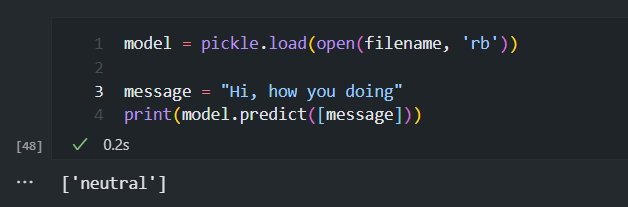 1 model = pickle.load(open(filename, 'rb'))
2
3 message = "Hi, how you doing"
4 print(model.predict([message]))
[48] ✓ 0.2s
... ['neutral']